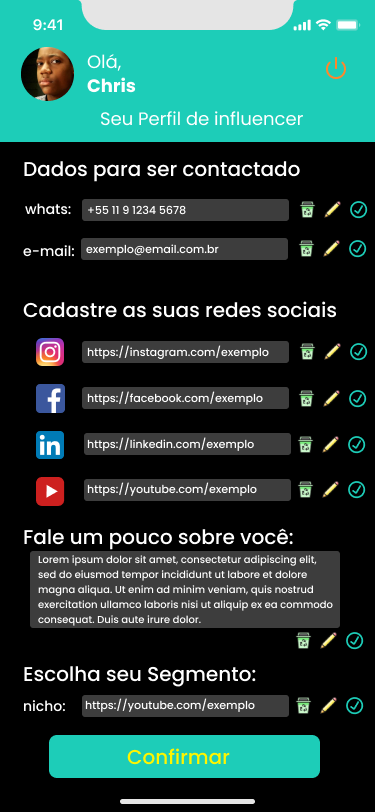 9:41
Olá,
Chris
Seu Perfil de influencer
Dados para ser contactado
whats: +55 11 9 1234 5678
e-mail: exemplo@email.com.br
Cadastre as suas redes sociais
https://instagram.com/exemplo
https://facebook.com/exemplo
in https://linkedin.com/exemplo
https://youtube.com/exemplo
Fale um pouco sobre você:
Lorem ipsum dolor sit amet, consectetur adipiscing elit,
sed do eiusmod tempor incididunt ut labore et dolore
magna aliqua. Ut enim ad minim veniam, quis nostrud
exercitation ullamco laboris nisi ut aliquip ex ea commodo
consequat. Duis aute irure dolor.
Escolha seu Segmento:
nicho: https://youtube.com/exemplo
Confirmar